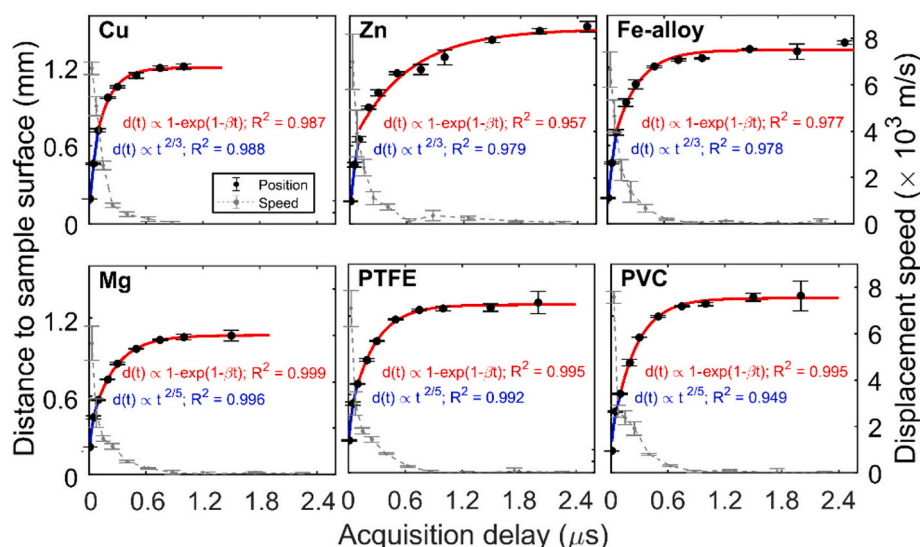 Cu
Zn
Fe-alloy
d(t) ∝ 1-exp(1-βt); R² = 0.987
d(t) ∝ t^2/3; R² = 0.988
d(t) ∝ 1-exp(1-βt); R² = 0.957
d(t) ∝ t^2/3; R² = 0.979
d(t) ∝ 1-exp(1-βt); R² = 0.977
d(t) ∝ t^2/3; R² = 0.978
Position
Speed
1.2
0.6
0
8
6
4
2
0
Mg
PTFE
PVC
d(t) ∝ 1-exp(1-βt); R² = 0.999
d(t) ∝ t^2/5; R² = 0.996
d(t) ∝ 1-exp(1-βt); R² = 0.995
d(t) ∝ t^2/5; R² = 0.992
d(t) ∝ 1-exp(1-βt); R² = 0.995
d(t) ∝ t^2/5; R² = 0.949
1.2
0.6
0
8
6
4
2
0
0 0.6 1.2 1.8 2.4
0 0.6 1.2 1.8 2.4
0 0.6 1.2 1.8 2.4
Distance to sample surface (mm)
Displacement speed (× 10³ m/s)
Acquisition delay (μs)